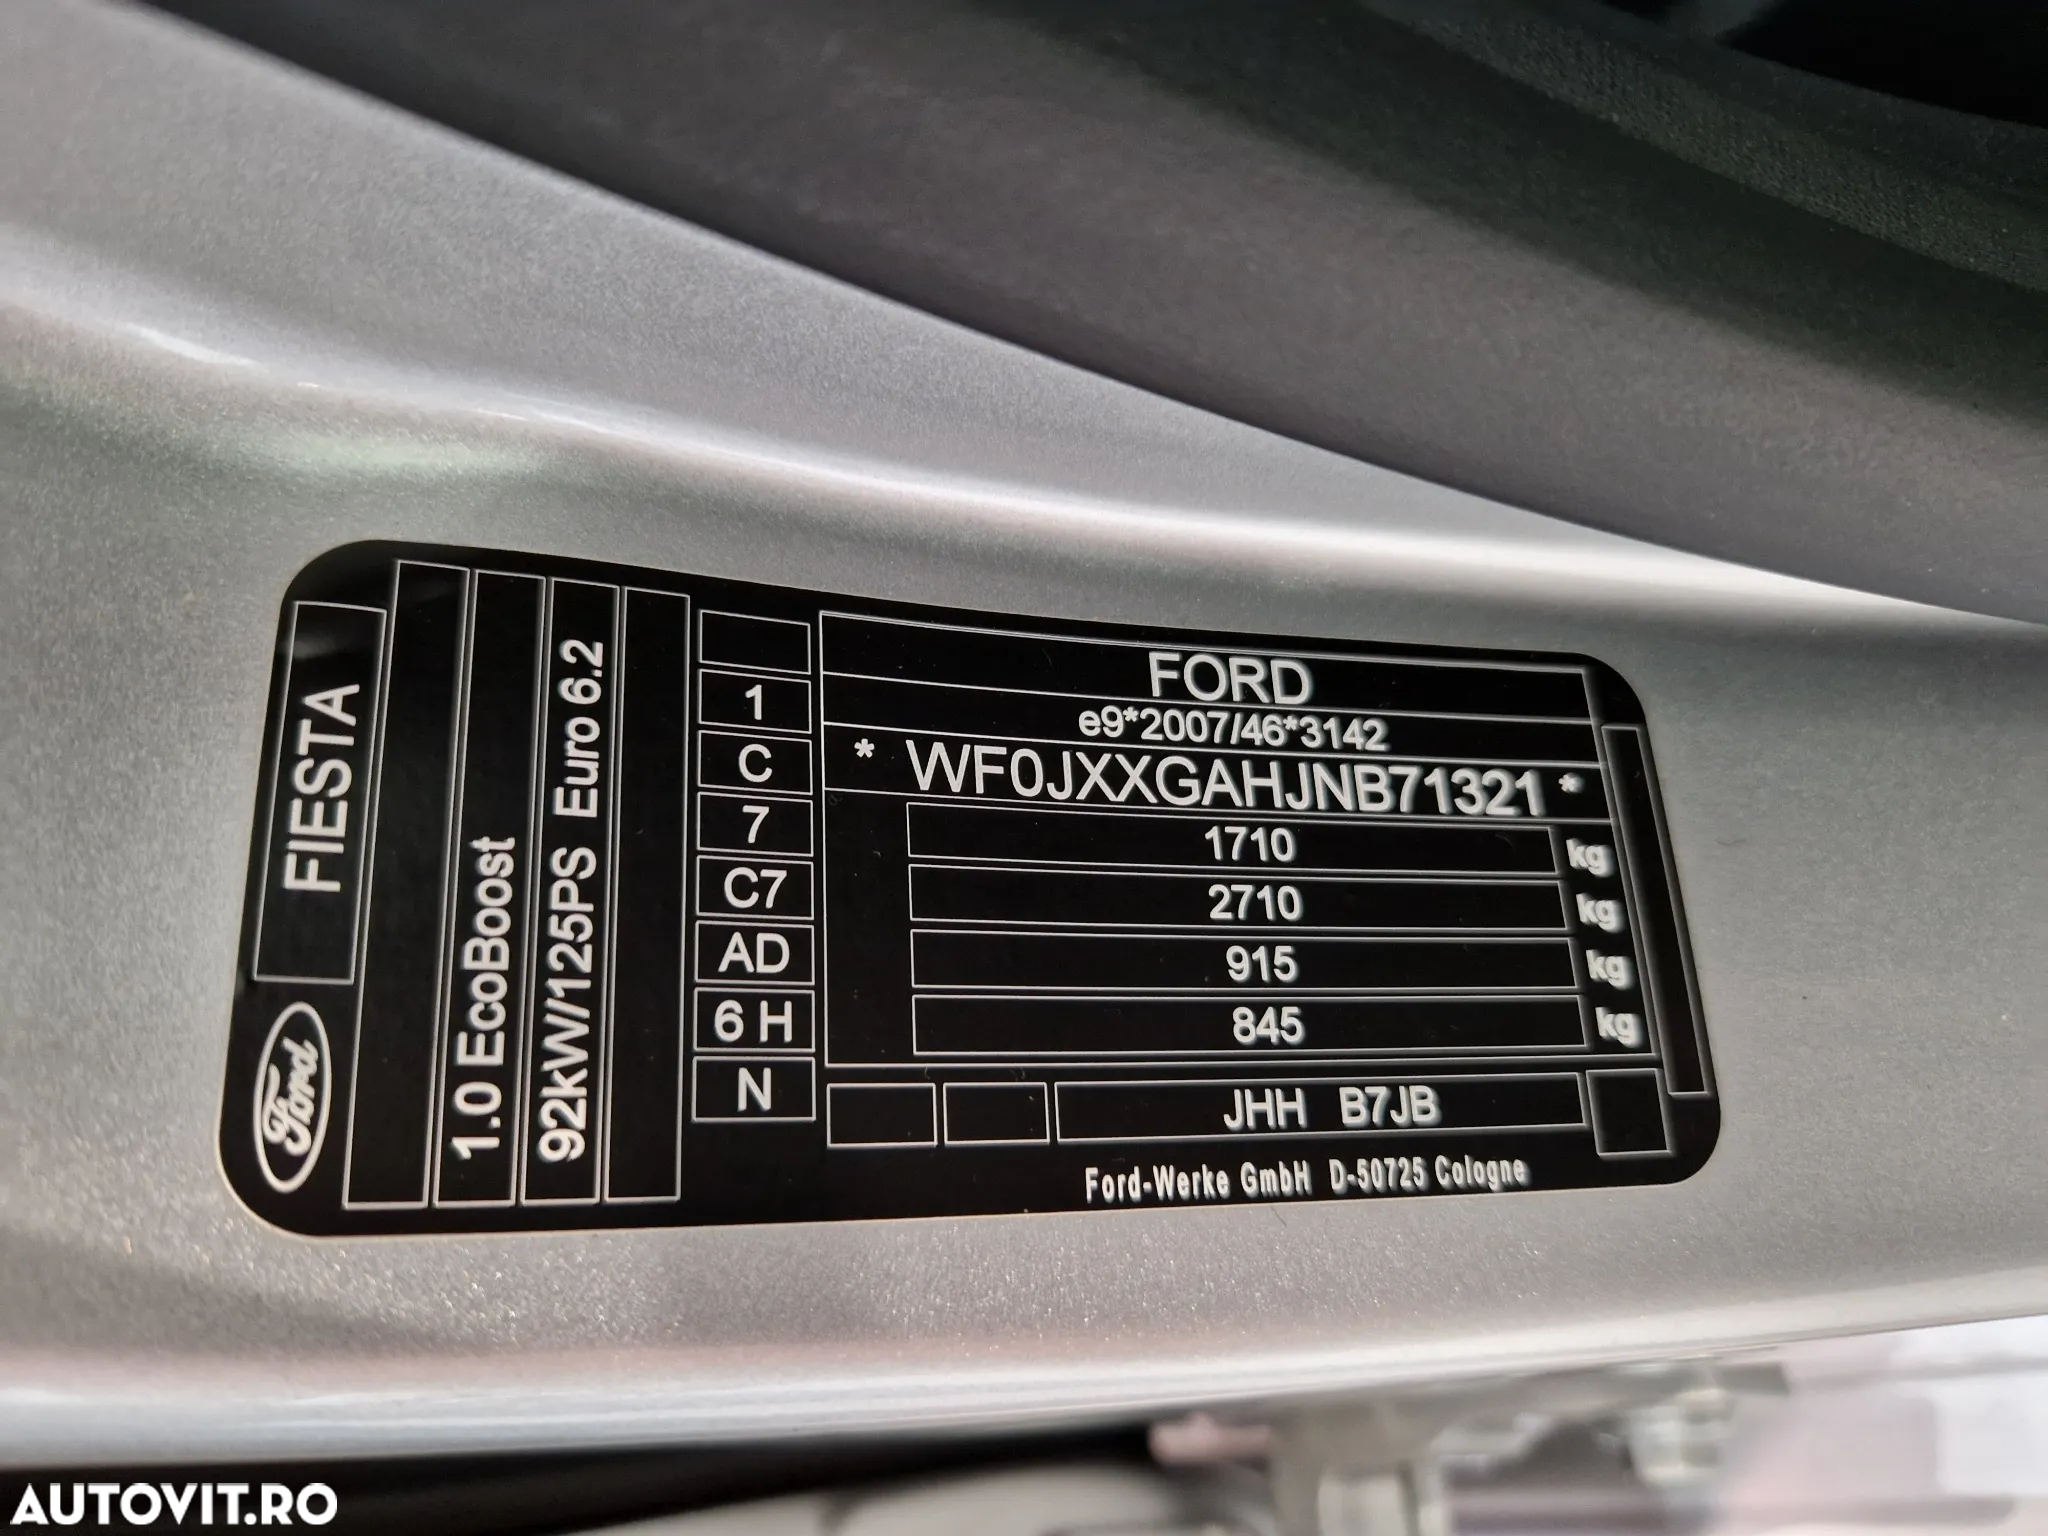 FIESTA
Ford
1.0 EcoBoost
92kW/125PS Euro 6.2
1
C
7
C7
AD
6 H
N
FORD
e9*2007/46*3142
* WF0JXXGAHJNB71321 *
1710 kg
2710 kg
915 kg
845 kg
JHH B7JB
Ford-Werke GmbH D-50725 Cologne
AUTOVIT.RO